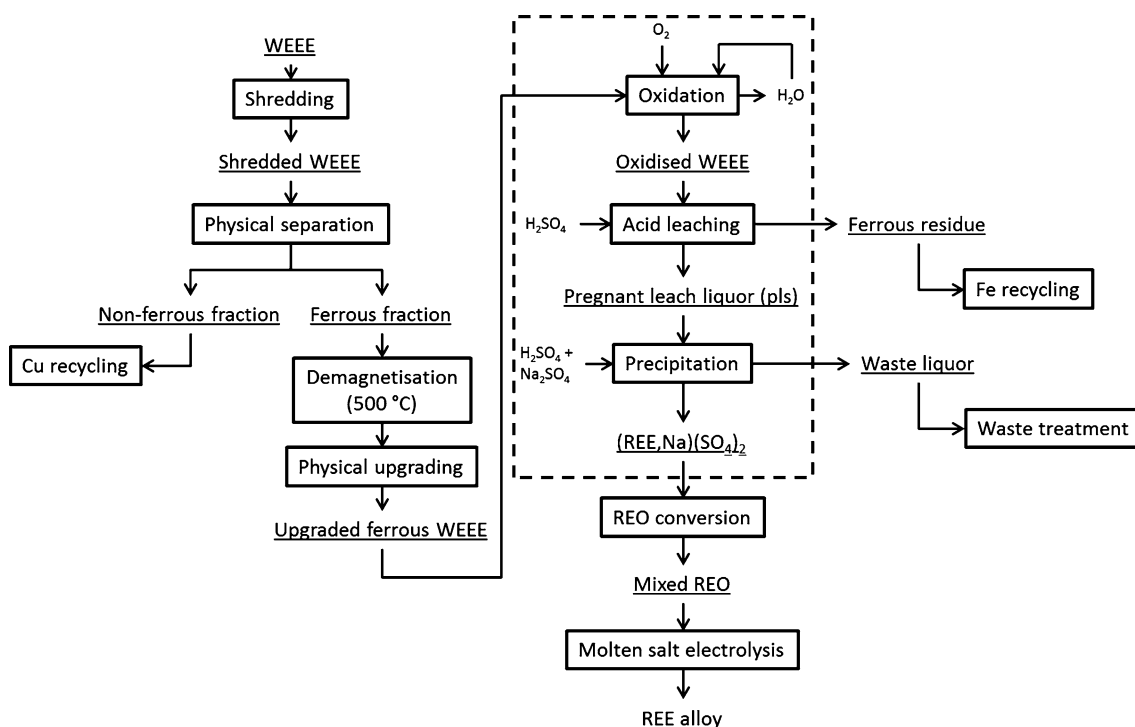 WEEE
Shredding
Shredded WEEE
Physical separation
Non-ferrous fraction
Ferrous fraction
Cu recycling
Demagnetisation
(500 °C)
Physical upgrading
Upgraded ferrous WEEE
O₂
Oxidation
H₂O
Oxidised WEEE
H₂SO₄
Acid leaching
Ferrous residue
Fe recycling
Pregnant leach liquor (pls)
H₂SO₄ +
Na₂SO₄
Precipitation
Waste liquor
Waste treatment
(REE,Na)(SO₄)₂
REO conversion
Mixed REO
Molten salt electrolysis
REE alloy